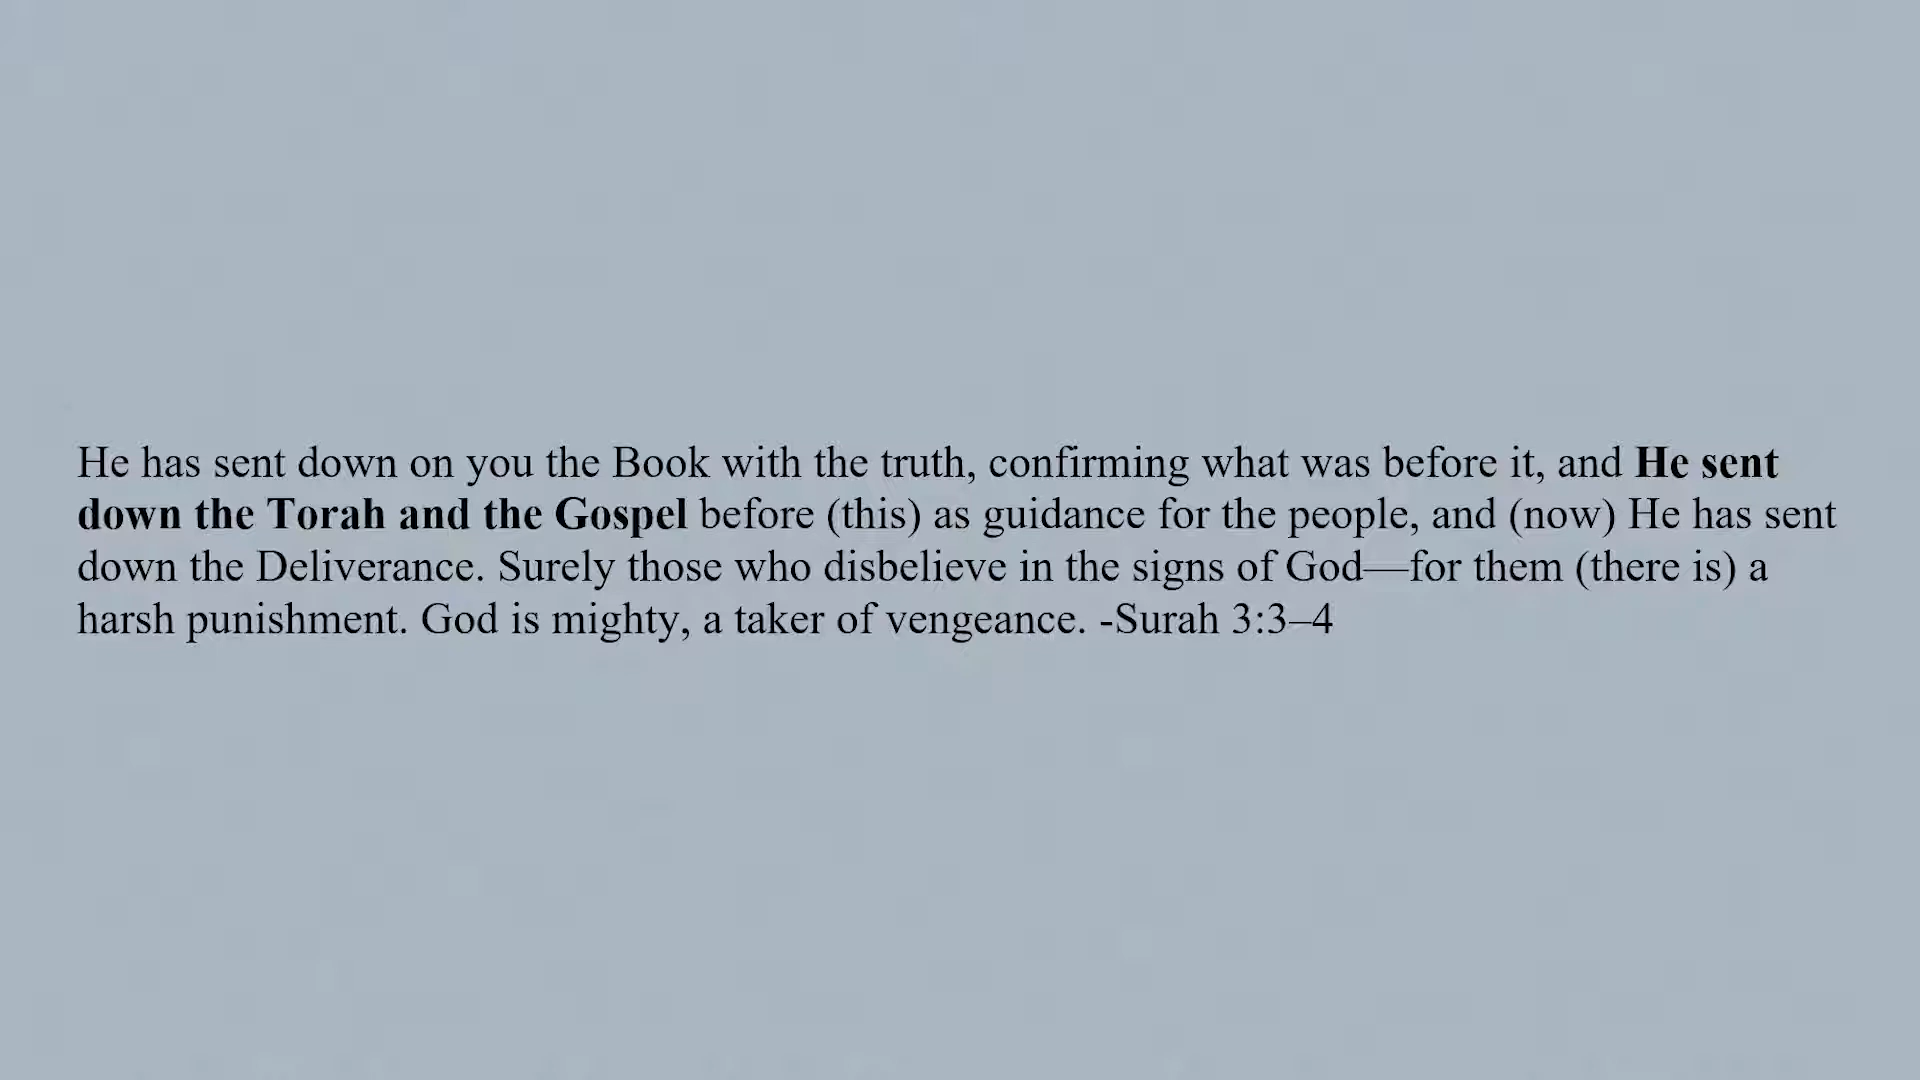 He has sent down on you the Book with the truth, confirming what was before it, and He sent
down the Torah and the Gospel before (this) as guidance for the people, and (now) He has sent
down the Deliverance. Surely those who disbelieve in the signs of God—for them (there is) a
harsh punishment. God is mighty, a taker of vengeance. -Surah 3:3–4